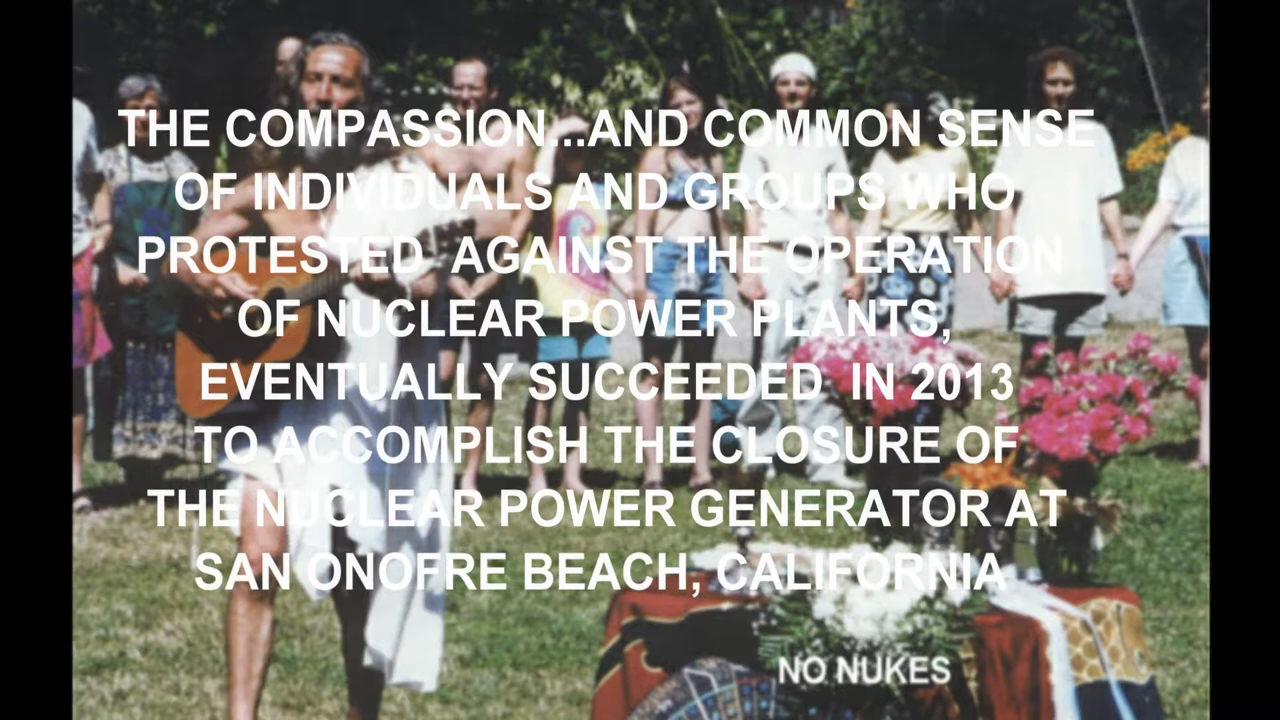 THE COMPASSION...AND COMMON SENSE
OF INDIVIDUALS AND GROUPS WHO
PROTESTED  AGAINST THE OPERATION
OF NUCLEAR POWER PLANTS,
EVENTUALLY SUCCEEDED  IN 2013
TO ACCOMPLISH THE CLOSURE OF
THE NUCLEAR POWER GENERATOR AT
SAN ONOFRE BEACH, CALIFORNIA
NO NUKES